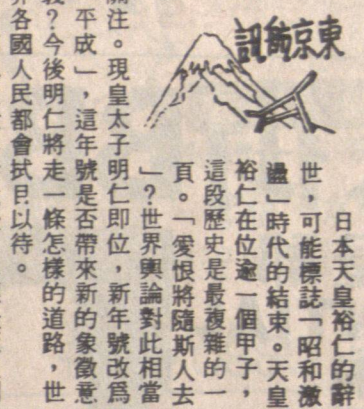 東京航訊
日本天皇裕仁的辭
世,可能標誌「昭和激
盪」時代的結束。天皇
裕仁在位逾一個甲子,
這段歷史是最複雜的一
頁。「愛恨將隨斯人去
」?世界輿論對此相當
關注。現皇太子明仁即位,新年號改爲
平成」,這年號是否帶來新的象徵意
義?今後明仁將走一條怎樣的道路,世
界各國人民都會拭目以待。